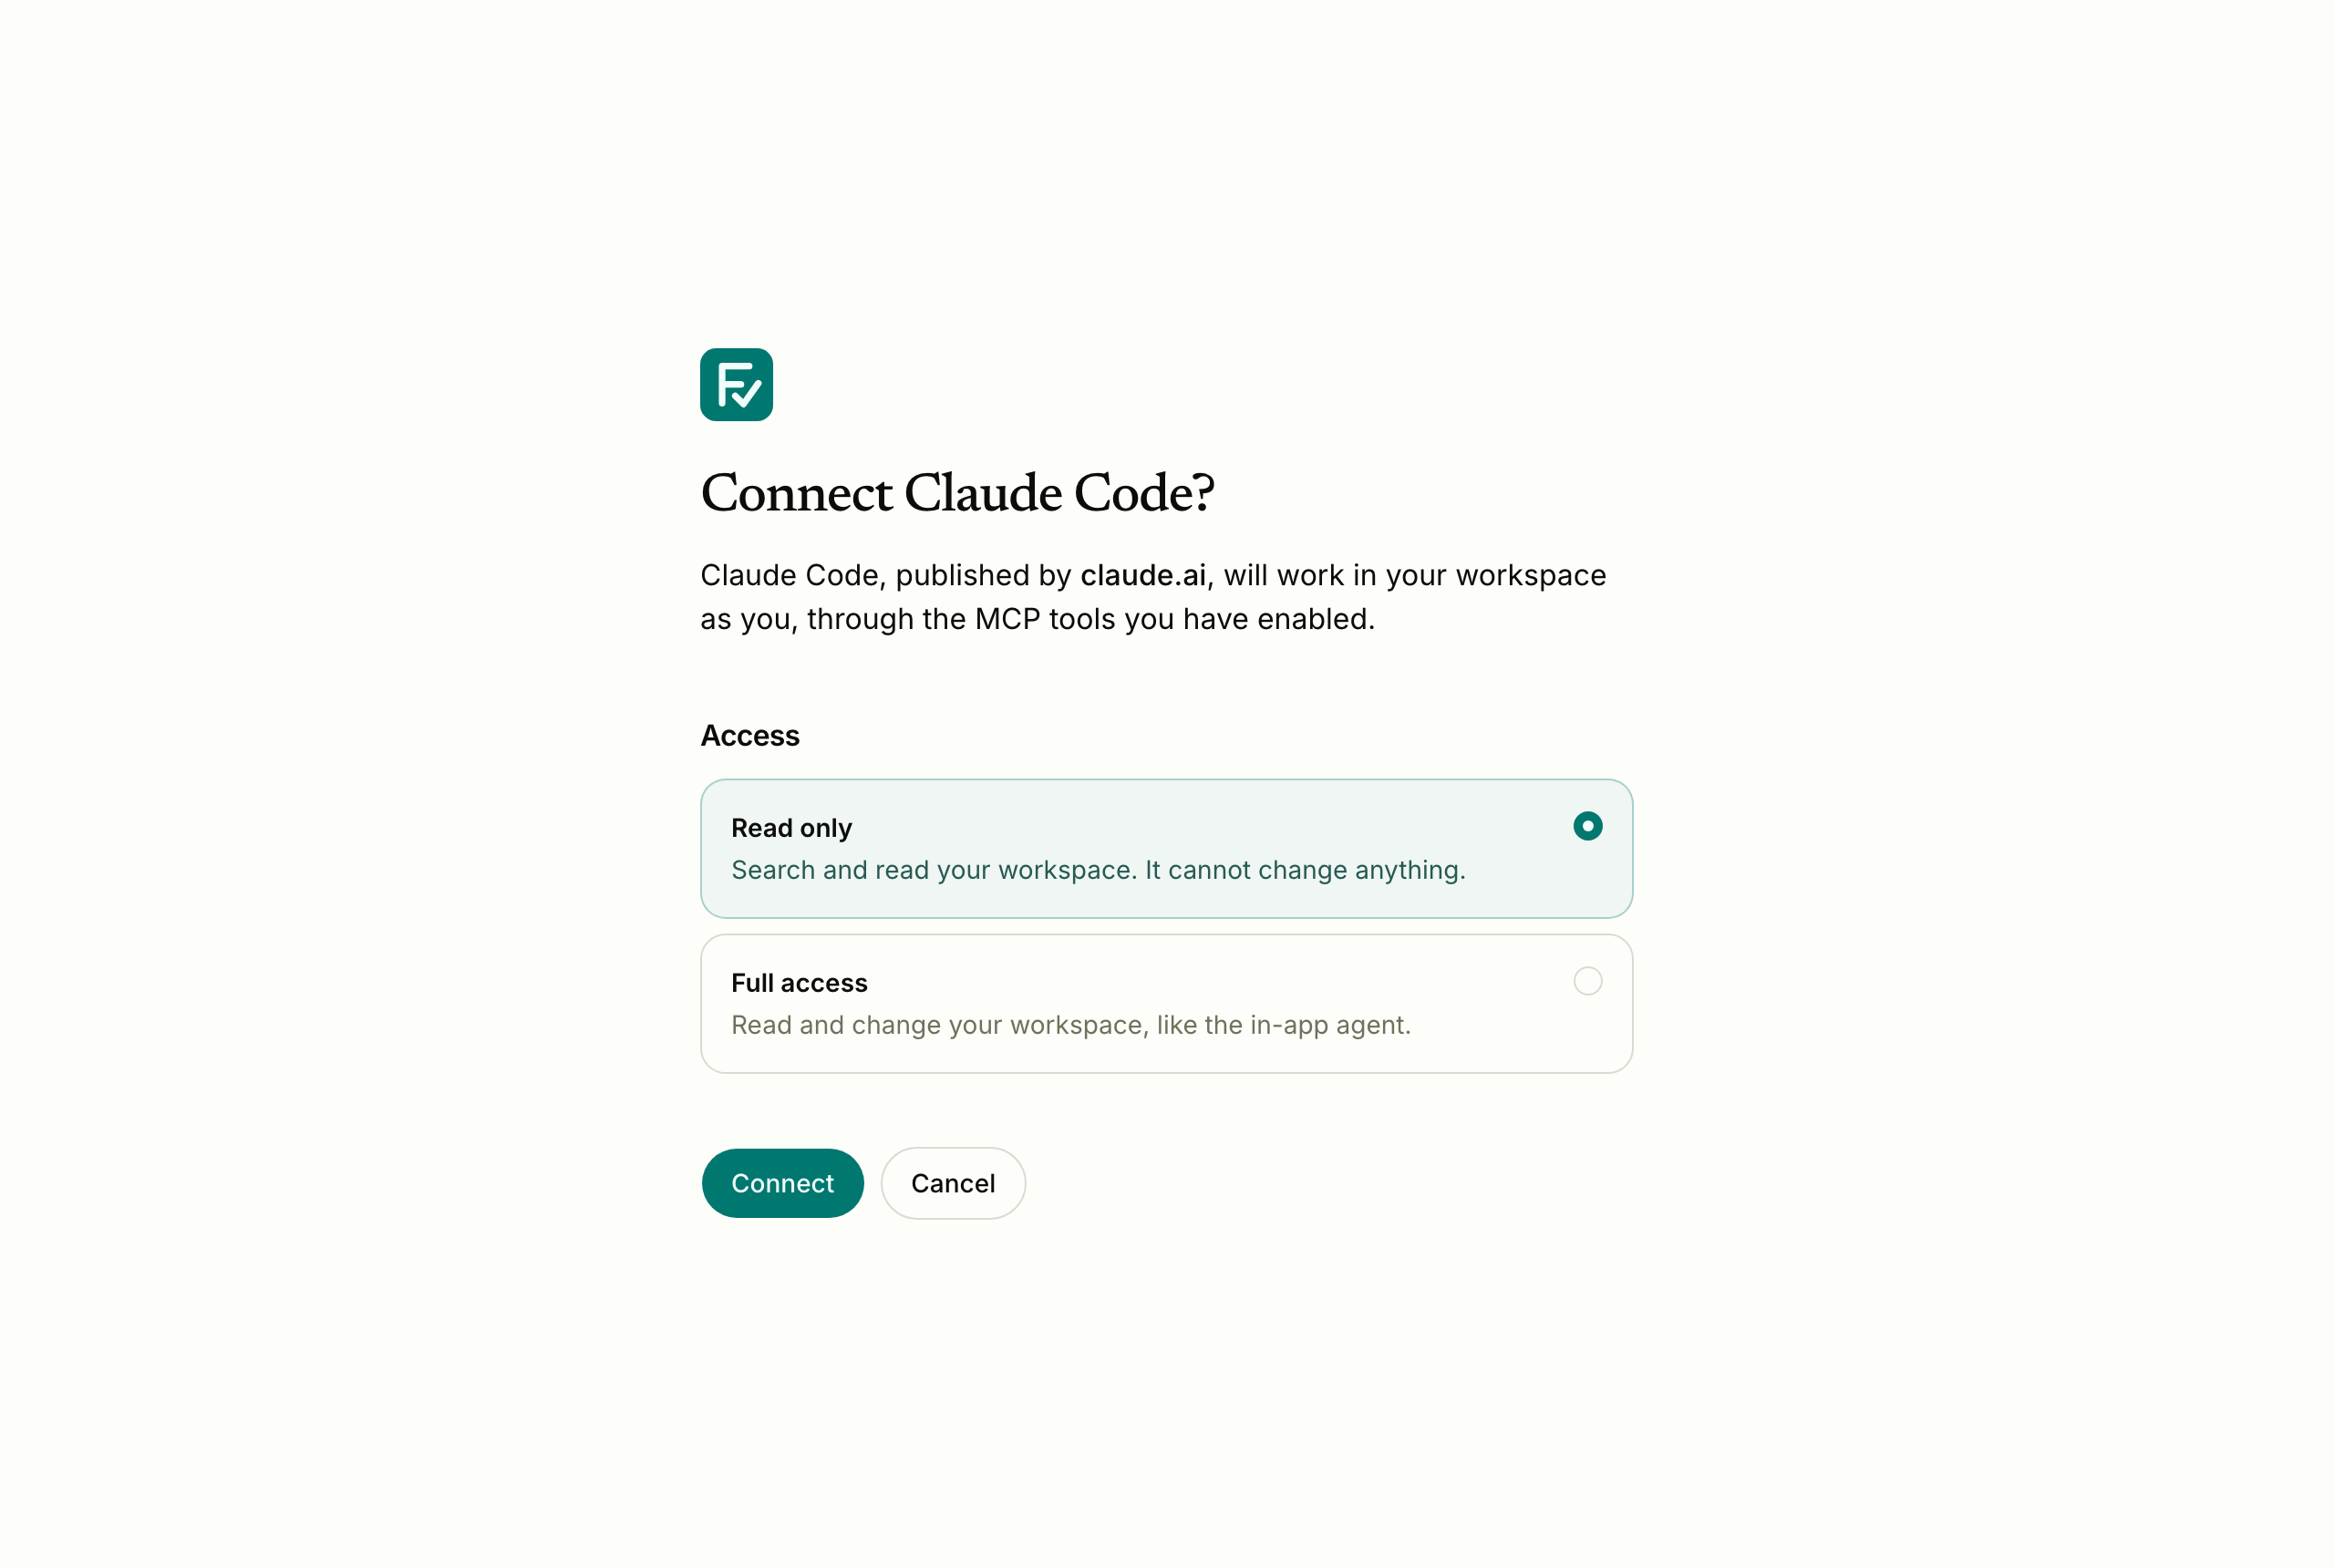 F
Connect Claude Code?
Claude Code, published by claude.ai, will work in your workspace
as you, through the MCP tools you have enabled.
Access
Read only
Search and read your workspace. It cannot change anything.
Full access
Read and change your workspace, like the in-app agent.
Connect
Cancel